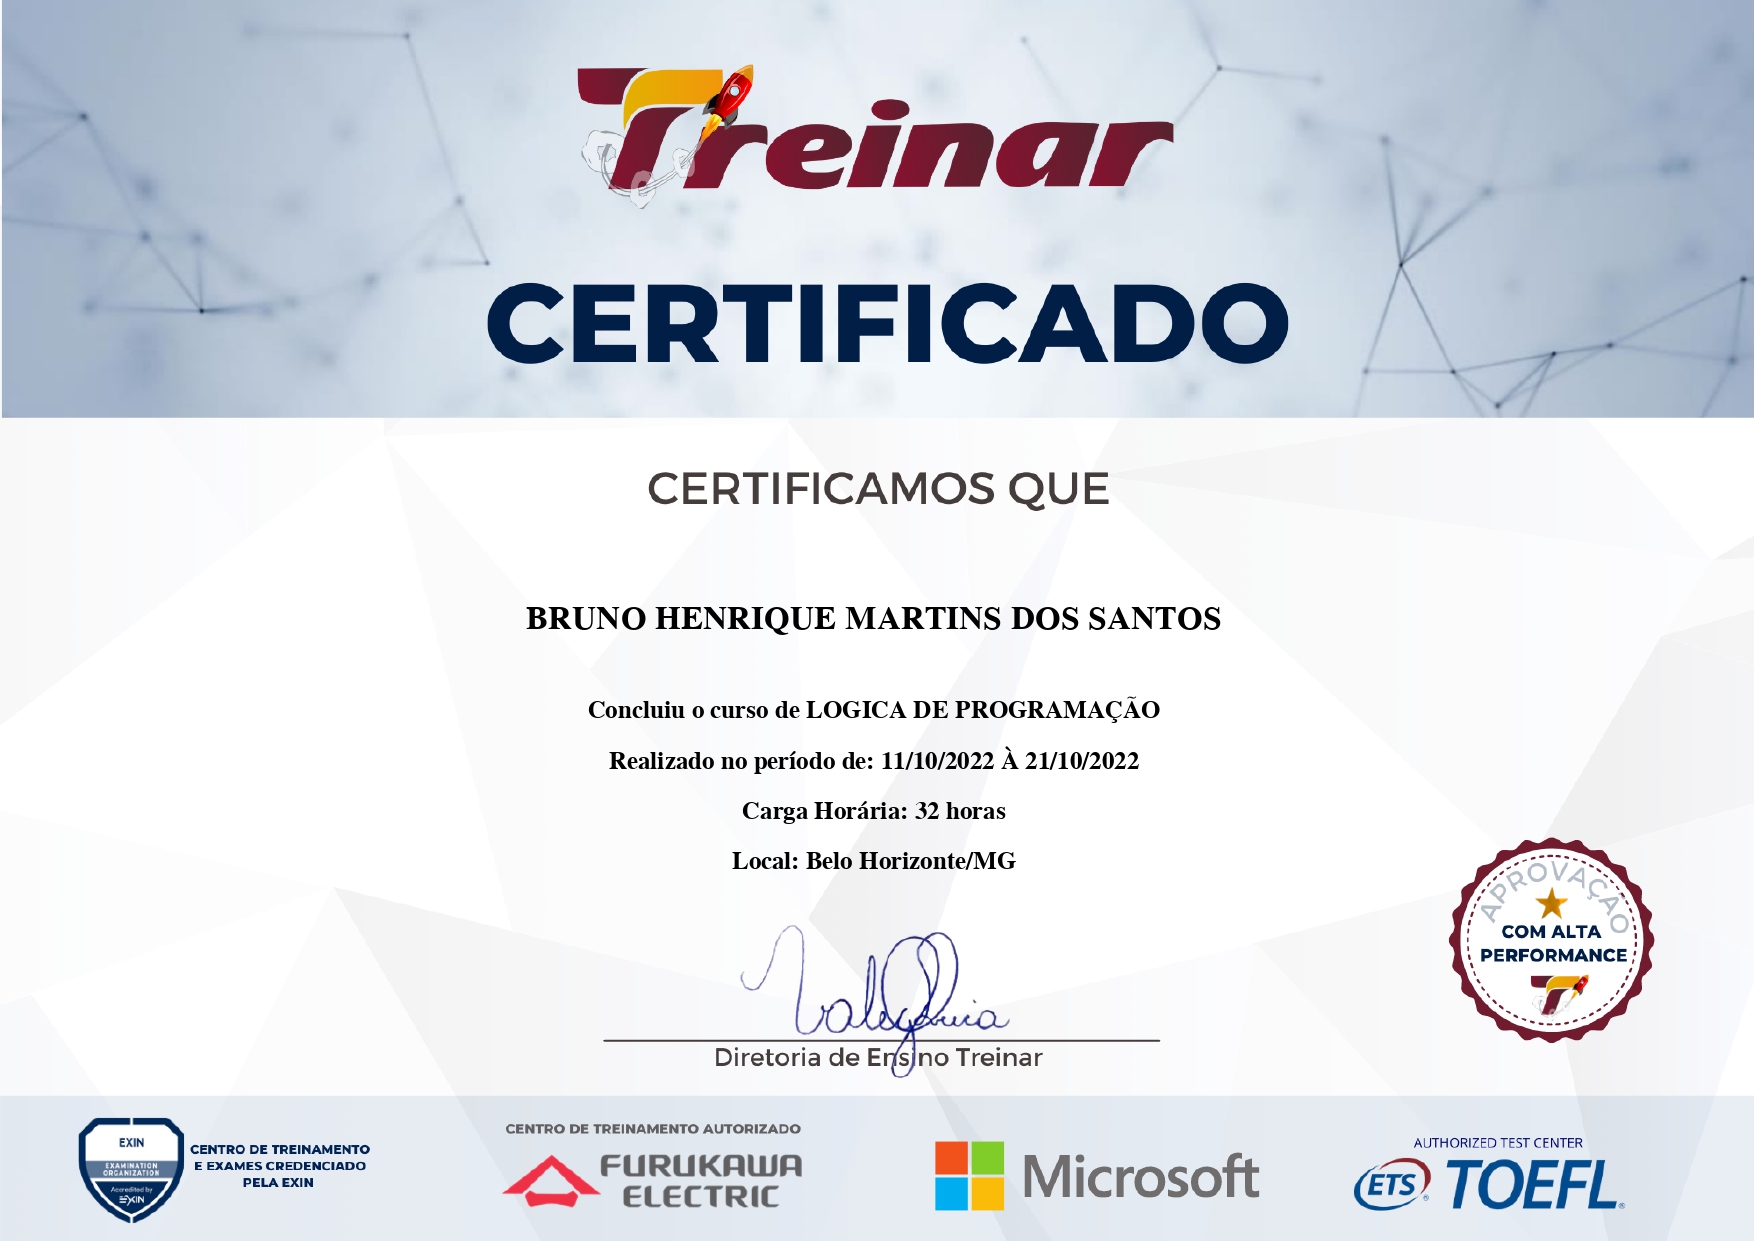 Treinar
CERTIFICADO
CERTIFICAMOS QUE
BRUNO HENRIQUE MARTINS DOS SANTOS
Concluiu o curso de LOGICA DE PROGRAMAÇÃO
Realizado no período de: 11/10/2022 À 21/10/2022
Carga Horária: 32 horas
Local: Belo Horizonte/MG
APROVAÇÃO
COM ALTA
PERFORMANCE
Diretoria de Ensino Treinar
EXIN
EXAMINATION
ORGANIZATION
Accredited by
EXIN
CENTRO DE TREINAMENTO
E EXAMES CREDENCIADO
PELA EXIN
CENTRO DE TREINAMENTO AUTORIZADO
FURUKAWA
ELECTRIC
Microsoft
AUTHORIZED TEST CENTER
ETS® TOEFL®